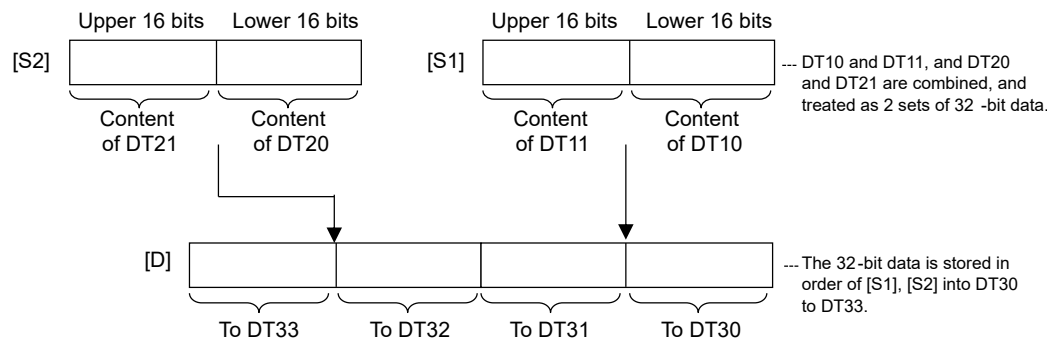 Upper 16 bits Lower 16 bits Upper 16 bits Lower 16 bits
[S2] [S1]
--- DT10 and DT11, and DT20
and DT21 are combined, and
treated as 2 sets of 32 -bit data.
Content Content Content Content
of DT21 of DT20 of DT11 of DT10
[D]
--- The 32-bit data is stored in
order of [S1], [S2] into DT30
to DT33.
To DT33 To DT32 To DT31 To DT30